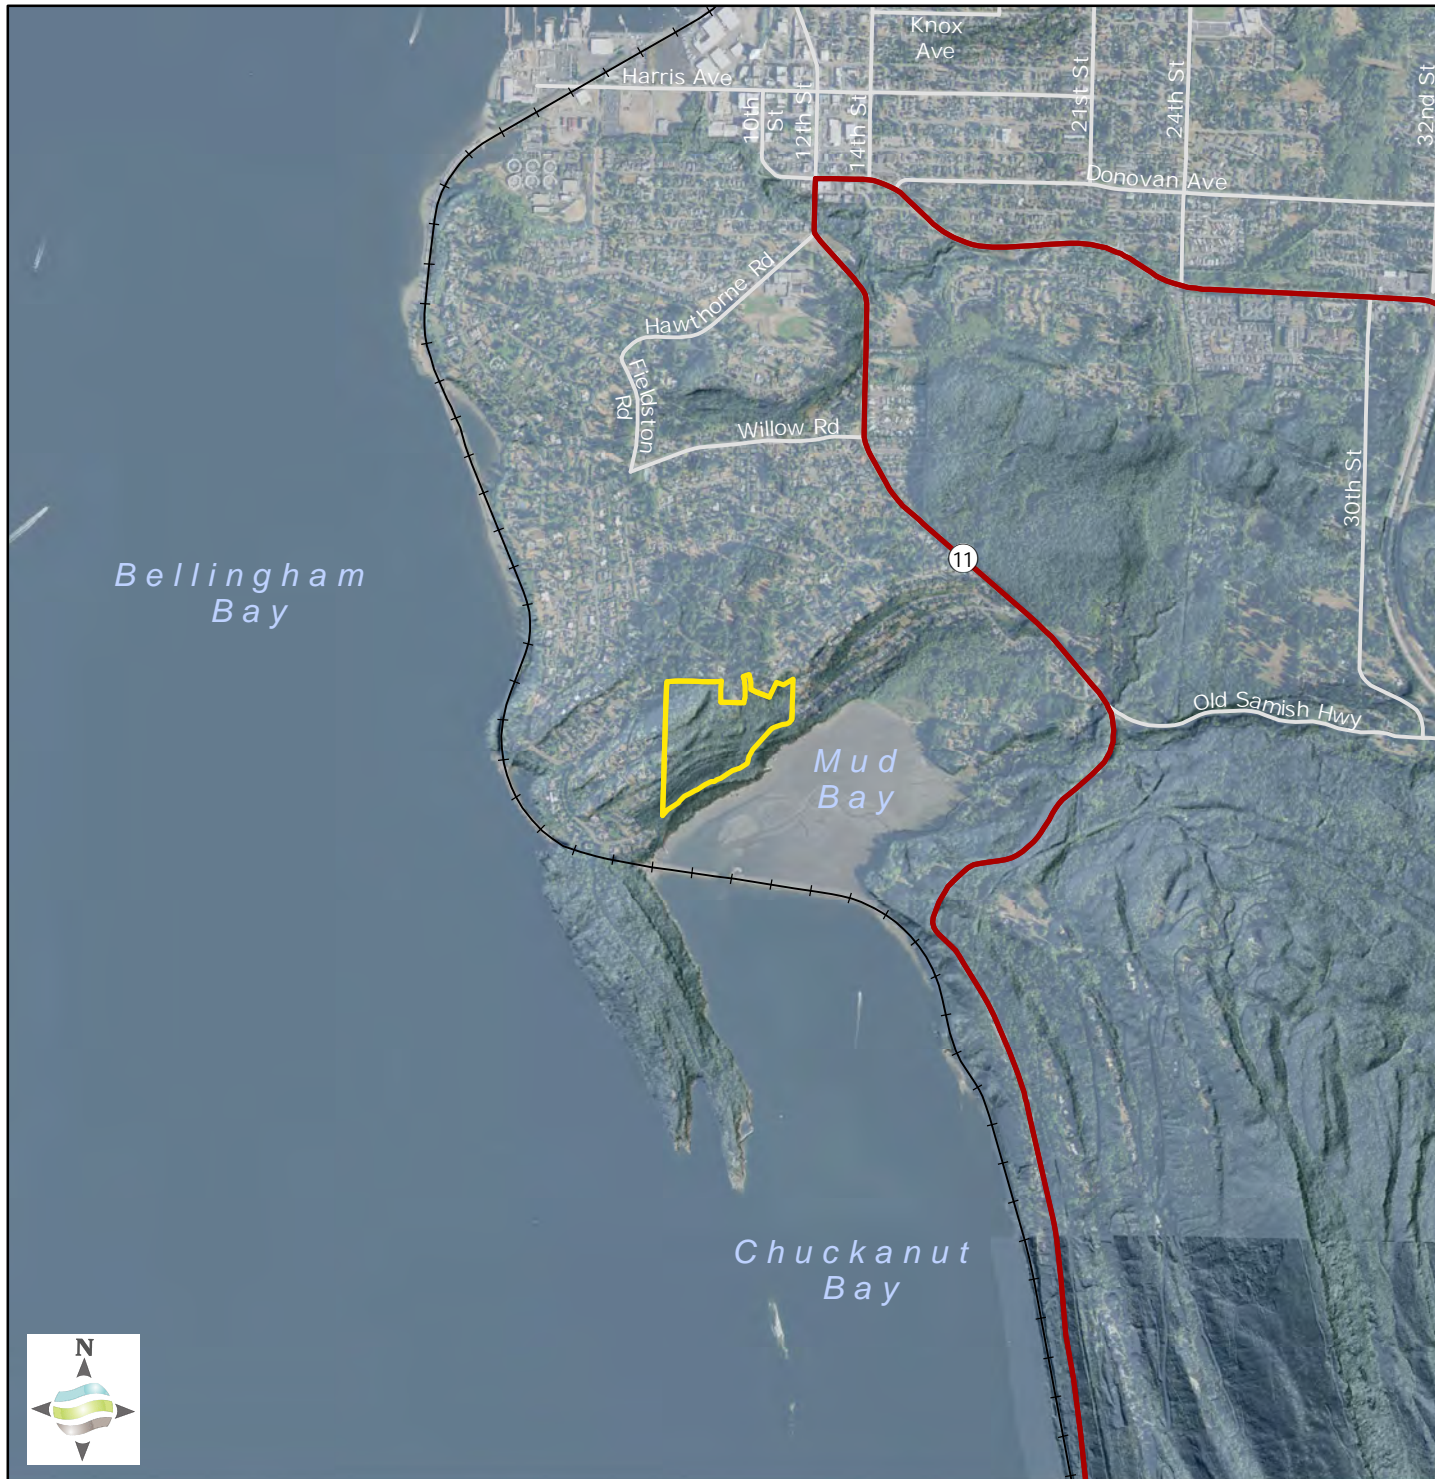 Knox
Ave
Harris Ave
10th
St
12th St
14th St
21st St
24th St
32nd St
Donovan Ave
Hawthorne Rd
Fieldston
Rd
Willow Rd
30th St
11
Bellingham
Bay
Old Samish Hwy
Mud
Bay
Chuckanut
Bay
N